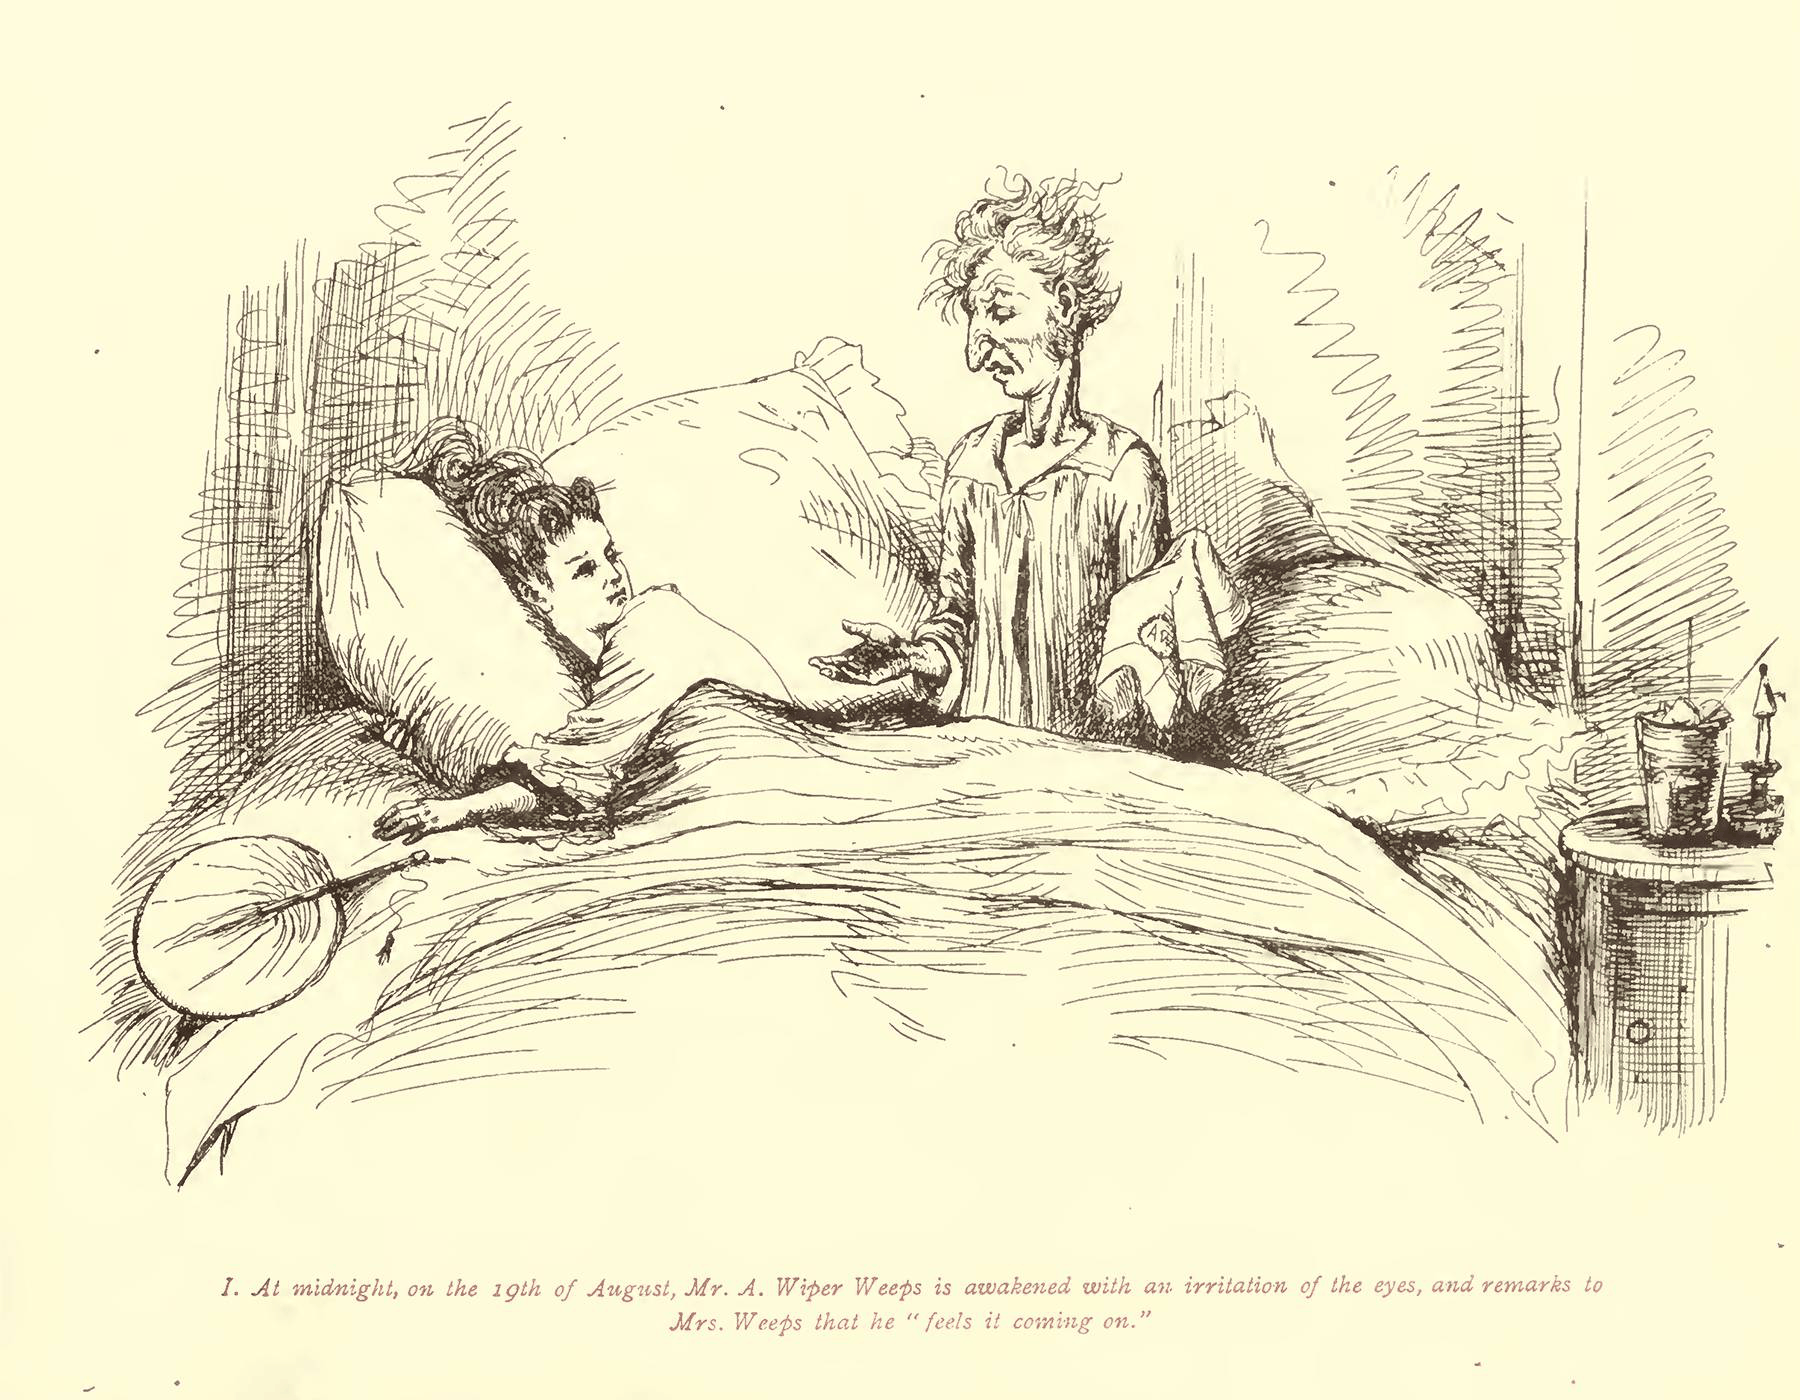 I. At midnight, on the 19th of August, Mr. A. Wiper Weeps is awakened with an irritation of the eyes, and remarks to
Mrs. Weeps that he “feels it coming on.”